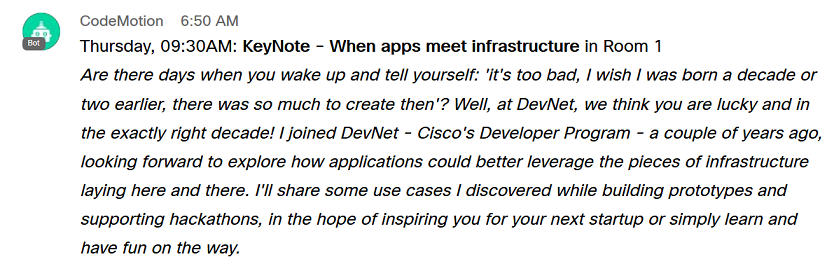 CodeMotion 6:50 AM
Bot
Thursday, 09:30AM: KeyNote - When apps meet infrastructure in Room 1
Are there days when you wake up and tell yourself: 'it's too bad, I wish I was born a decade or
two earlier, there was so much to create then'? Well, at DevNet, we think you are lucky and in
the exactly right decade! I joined DevNet - Cisco's Developer Program - a couple of years ago,
looking forward to explore how applications could better leverage the pieces of infrastructure
laying here and there. I'll share some use cases I discovered while building prototypes and
supporting hackathons, in the hope of inspiring you for your next startup or simply learn and
have fun on the way.